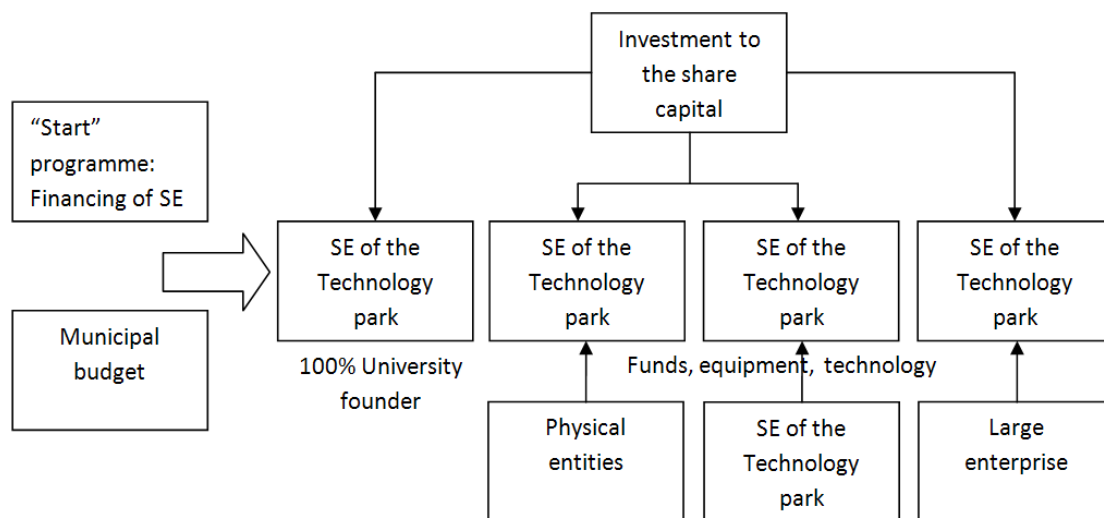 Investment to
the share
capital
“Start”
programme:
Financing of SE
SE of the
Technology
park
SE of the
Technology
park
SE of the
Technology
park
SE of the
Technology
park
Municipal
budget
100% University
founder
Funds, equipment, technology
Physical
entities
SE of the
Technology
park
Large
enterprise